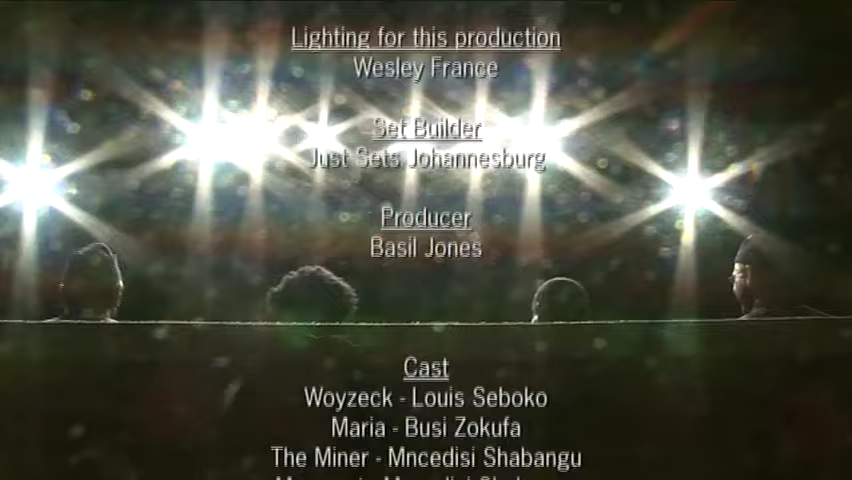 Lighting for this production
Wesley France
Set Builder
Just Sets Johannesburg
Producer
Basil Jones
Cast
Woyzeck - Louis Seboko
Maria - Busi Zokufa
The Miner - Mncedisi Shabangu